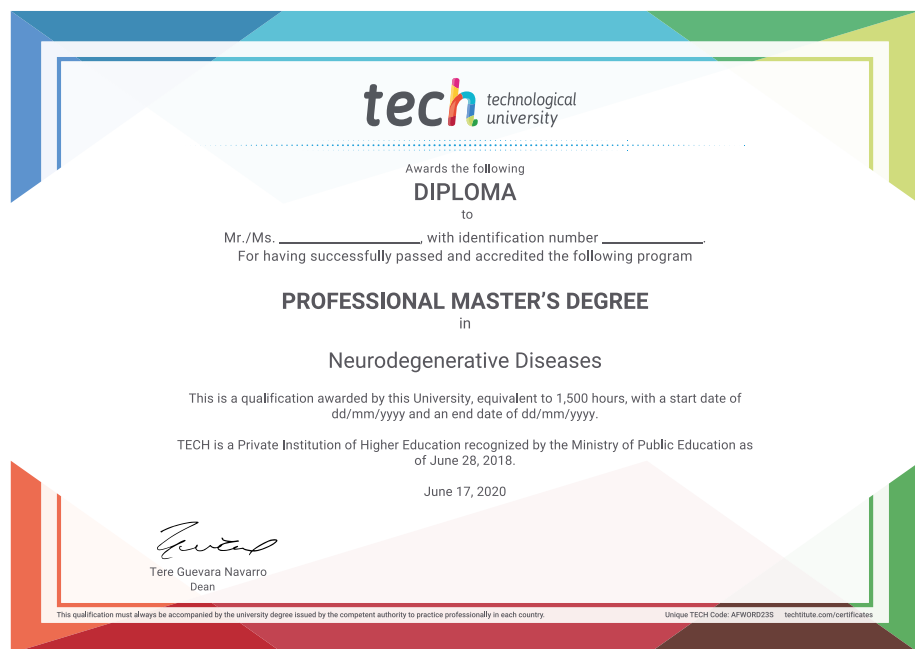 tech technological
university
Awards the following
DIPLOMA
to
Mr./Ms. ____________________, with identification number ______________.
For having successfully passed and accredited the following program
PROFESSIONAL MASTER'S DEGREE
in
Neurodegenerative Diseases
This is a qualification awarded by this University, equivalent to 1,500 hours, with a start date of
dd/mm/yyyy and an end date of dd/mm/yyyy.
TECH is a Private Institution of Higher Education recognized by the Ministry of Public Education as
of June 28, 2018.
June 17, 2020
Tere Guevara Navarro
Dean
This qualification must always be accompanied by the university degree issued by the competent authority to practice professionally in each country.
Unique TECH Code: AFWORD23S techtitute.com/certificates